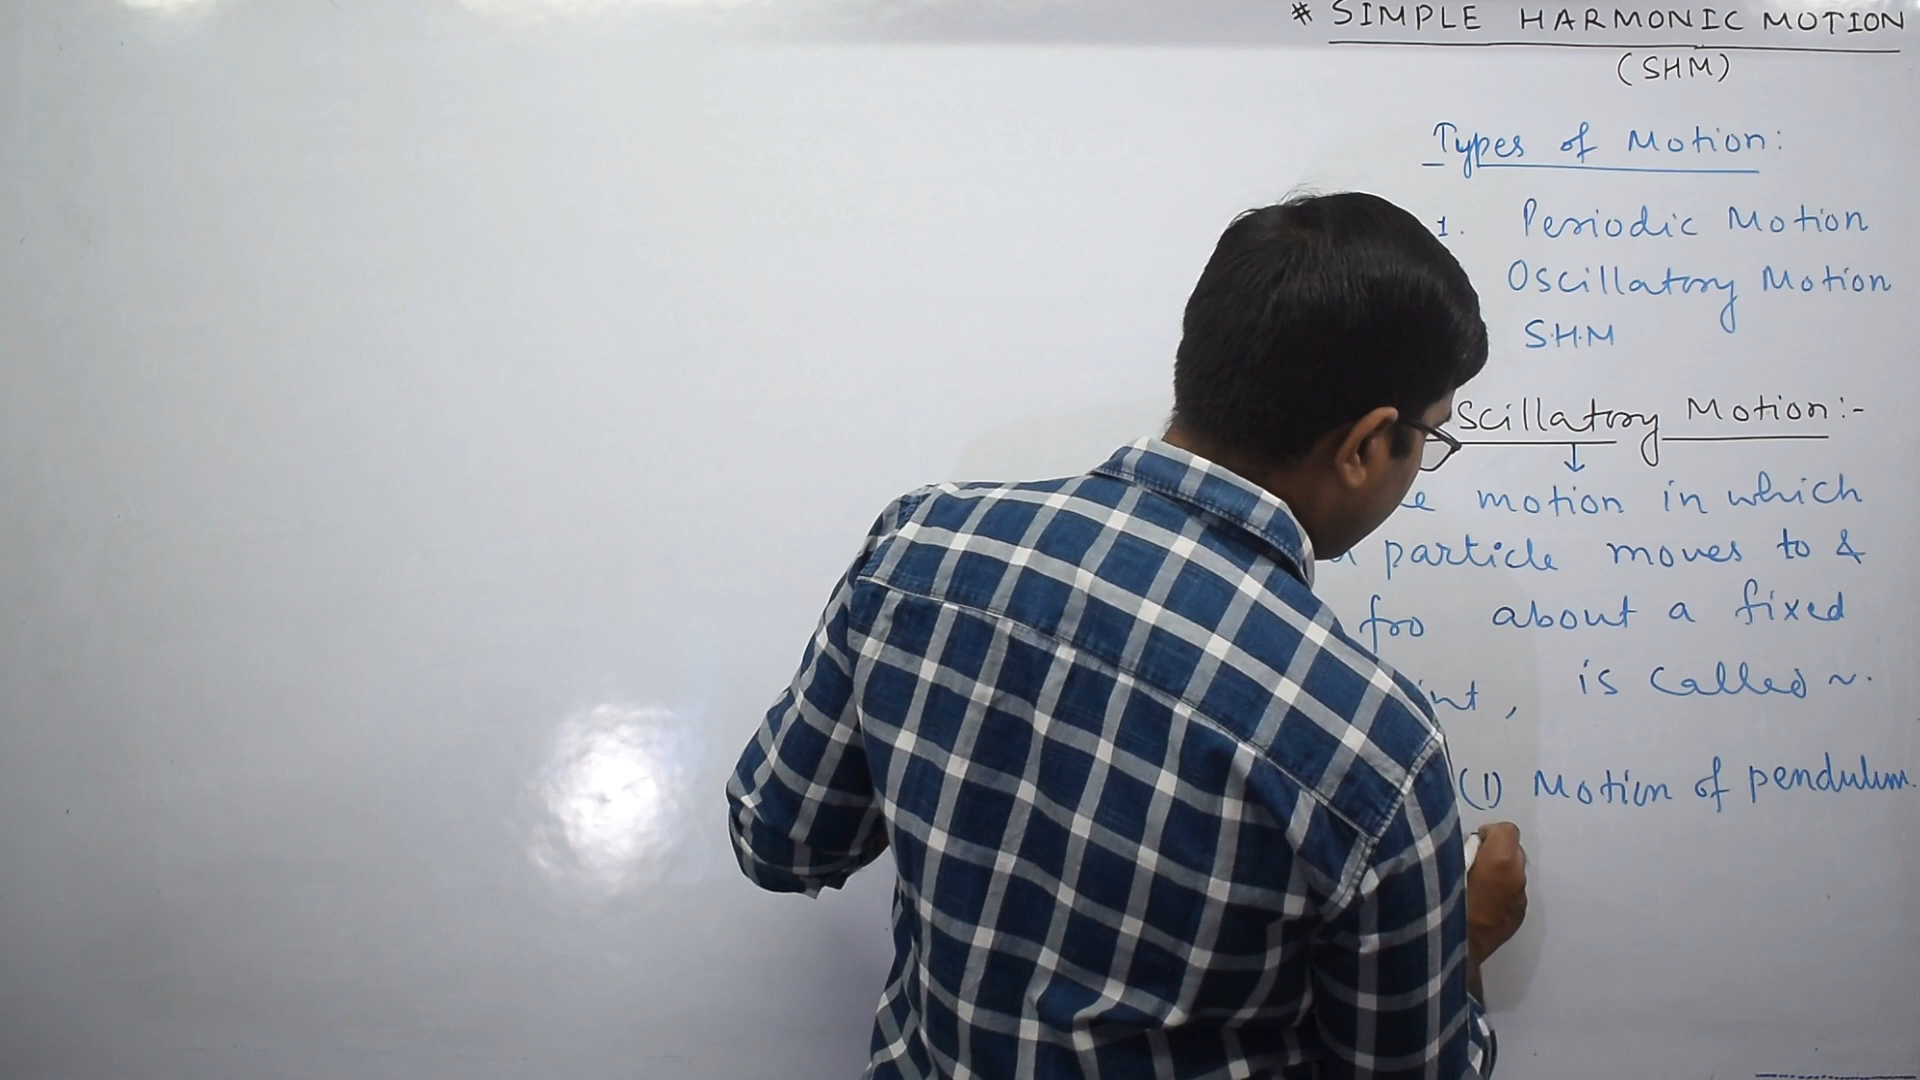 * SIMPLE HARMONIC MOTION
(SHM)
Types of Motion:
1. Periodic Motion
Oscillatory Motion
S.H.M
scillatory Motion:-
motion in which
a particle moves to &
fro about a fixed
int, is called ~.
(1) Motion of pendulum.